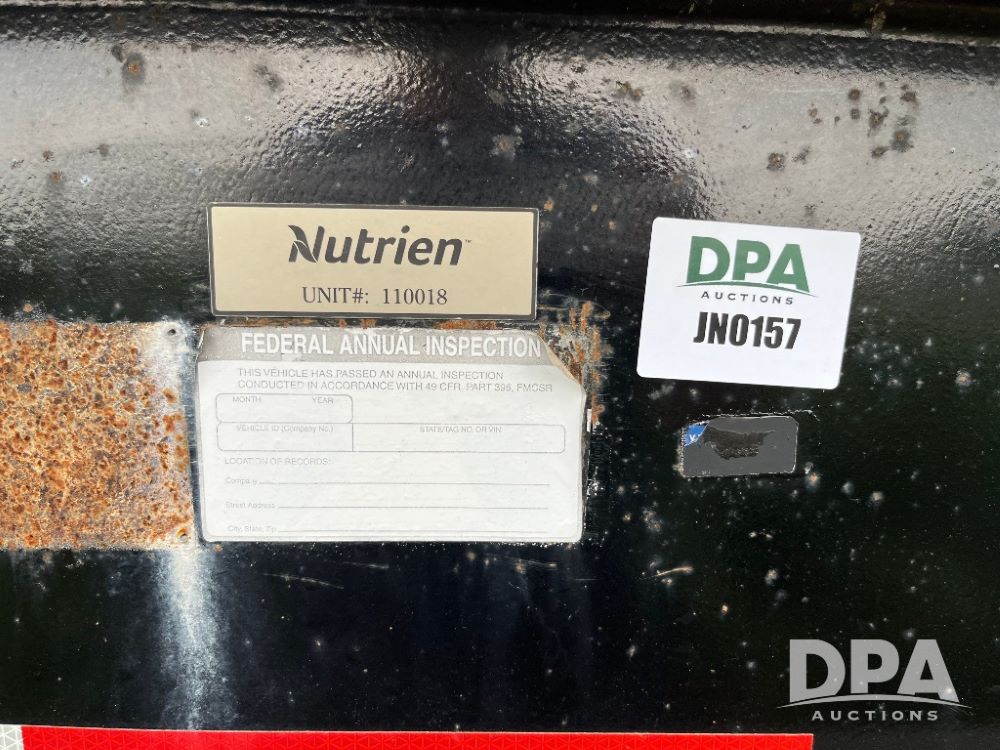 Nutrien™
UNIT#: 110018
DPA
AUCTIONS
JN0157
FEDERAL ANNUAL INSPECTION
THIS VEHICLE HAS PASSED AN ANNUAL INSPECTION
CONDUCTED IN ACCORDANCE WITH 49 CFR, PART 396, FMCSR
MONTH YEAR
VEHICLE ID (Company No.) STATE/TAG NO. OR VIN
LOCATION OF RECORDS:
Company
Street Address
City, State, Zip
DPA
AUCTIONS